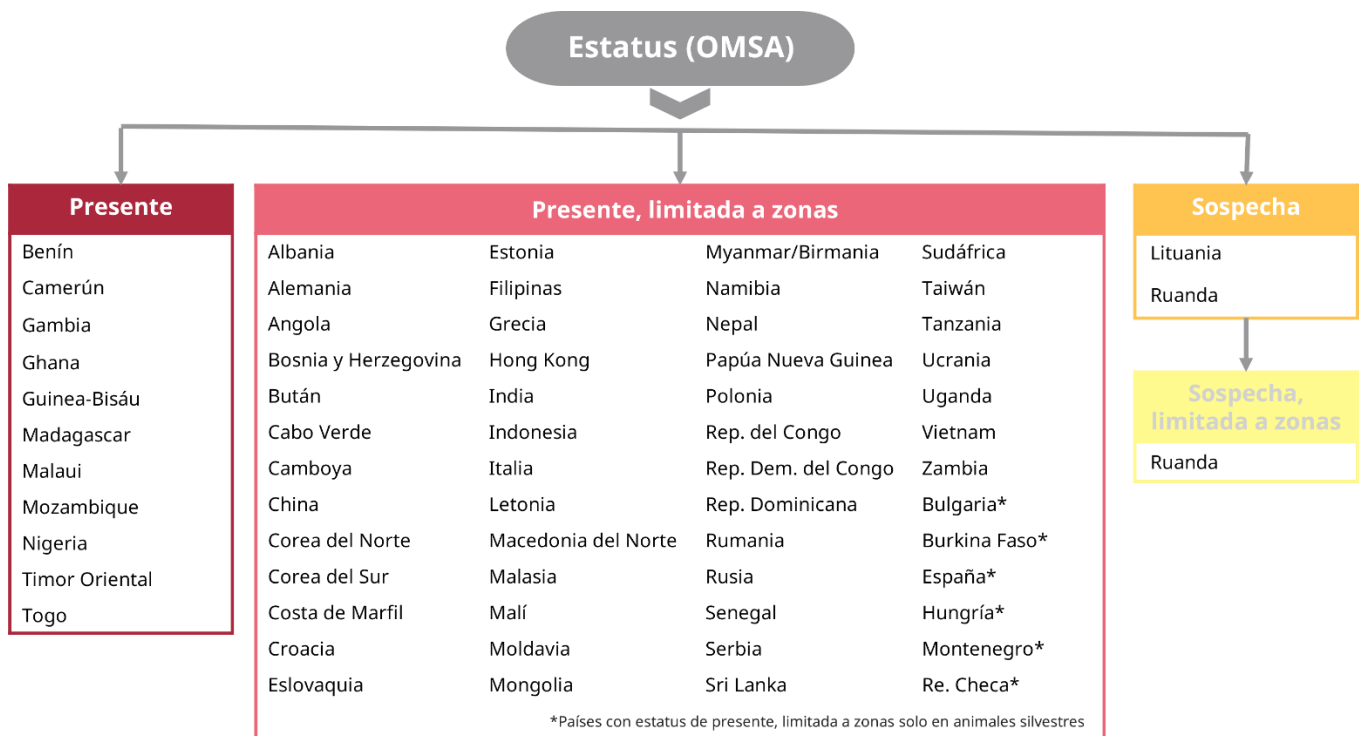 Estatus (OMSA)
Presente
Benín
Camerún
Gambia
Ghana
Guinea-Bisáu
Madagascar
Malaui
Mozambique
Nigeria
Timor Oriental
Togo
Presente, limitada a zonas
Albania
Alemania
Angola
Bosnia y Herzegovina
Bután
Cabo Verde
Camboya
China
Corea del Norte
Corea del Sur
Costa de Marfil
Croacia
Eslovaquia
Estonia
Filipinas
Grecia
Hong Kong
India
Indonesia
Italia
Letonia
Macedonia del Norte
Malasia
Malí
Moldavia
Mongolia
Myanmar/Birmania
Namibia
Nepal
Papúa Nueva Guinea
Polonia
Rep. del Congo
Rep. Dem. del Congo
Rep. Dominicana
Rumania
Rusia
Senegal
Serbia
Sri Lanka
Sudáfrica
Taiwán
Tanzania
Ucrania
Uganda
Vietnam
Zambia
Bulgaria*
Burkina Faso*
España*
Hungría*
Montenegro*
Re. Checa*
*Países con estatus de presente, limitada a zonas solo en animales silvestres
Sospecha
Lituania
Ruanda
Sospecha,
limitada a zonas
Ruanda